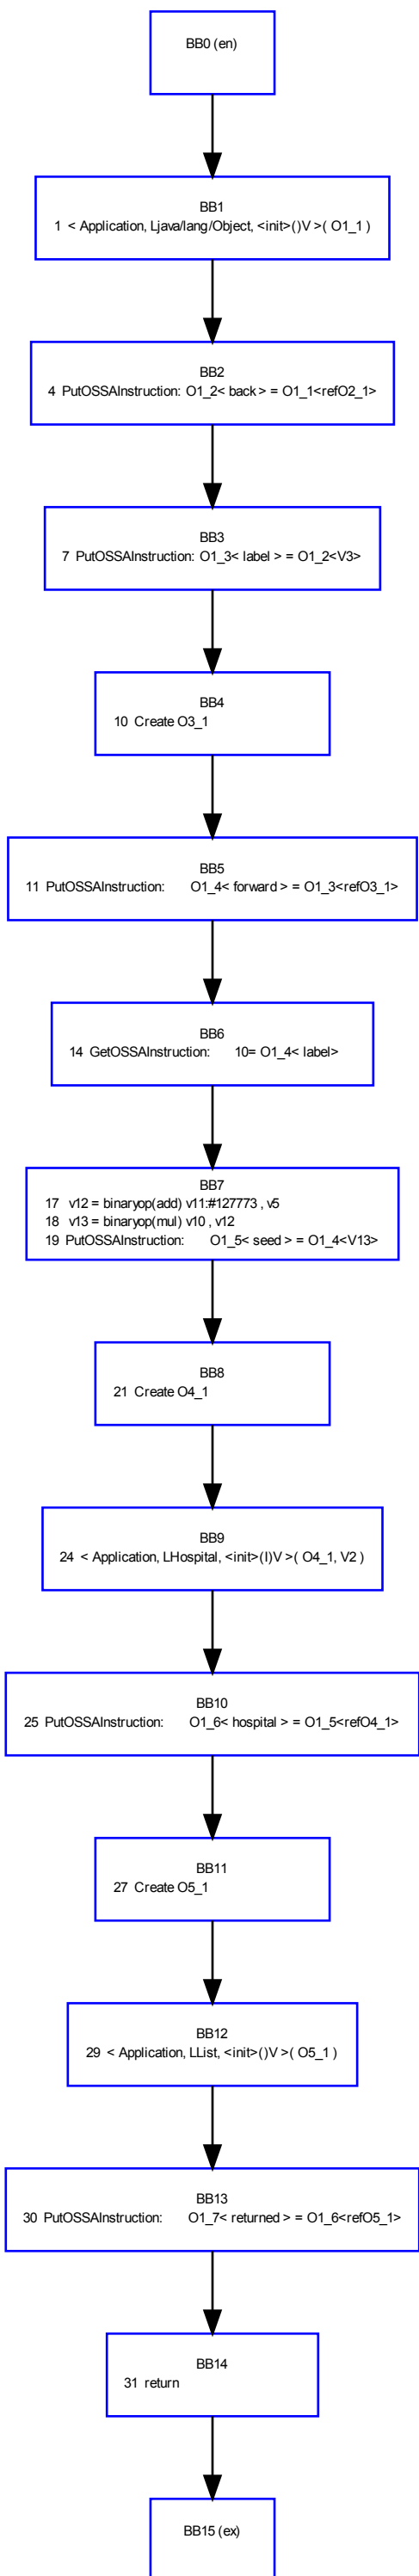 BB0 (en)
BB1
1 < Application, Ljava/lang/Object, <init>()V >( O1_1 )
BB2
4 PutOSSAInstruction: O1_2< back > = O1_1<refO2_1>
BB3
7 PutOSSAInstruction: O1_3< label > = O1_2<V3>
BB4
10 Create O3_1
BB5
11 PutOSSAInstruction: O1_4< forward > = O1_3<refO3_1>
BB6
14 GetOSSAInstruction: 10= O1_4< label>
BB7
17 v12 = binaryop(add) v11:#127773 , v5
18 v13 = binaryop(mul) v10 , v12
19 PutOSSAInstruction: O1_5< seed > = O1_4<V13>
BB8
21 Create O4_1
BB9
24 < Application, LHospital, <init>(I)V >( O4_1, V2 )
BB10
25 PutOSSAInstruction: O1_6< hospital > = O1_5<refO4_1>
BB11
27 Create O5_1
BB12
29 < Application, LList, <init>()V >( O5_1 )
BB13
30 PutOSSAInstruction: O1_7< returned > = O1_6<refO5_1>
BB14
31 return
BB15 (ex)